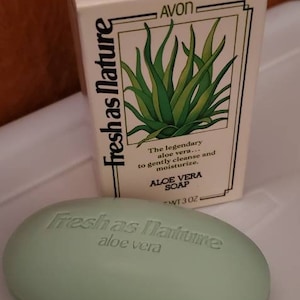 AVON
Fresh as Nature
The legendary
aloe vera...
to gently cleanse and
moisturize.
ALOE VERA
SOAP
WT 3 OZ
Fresh as Nature
aloe vera